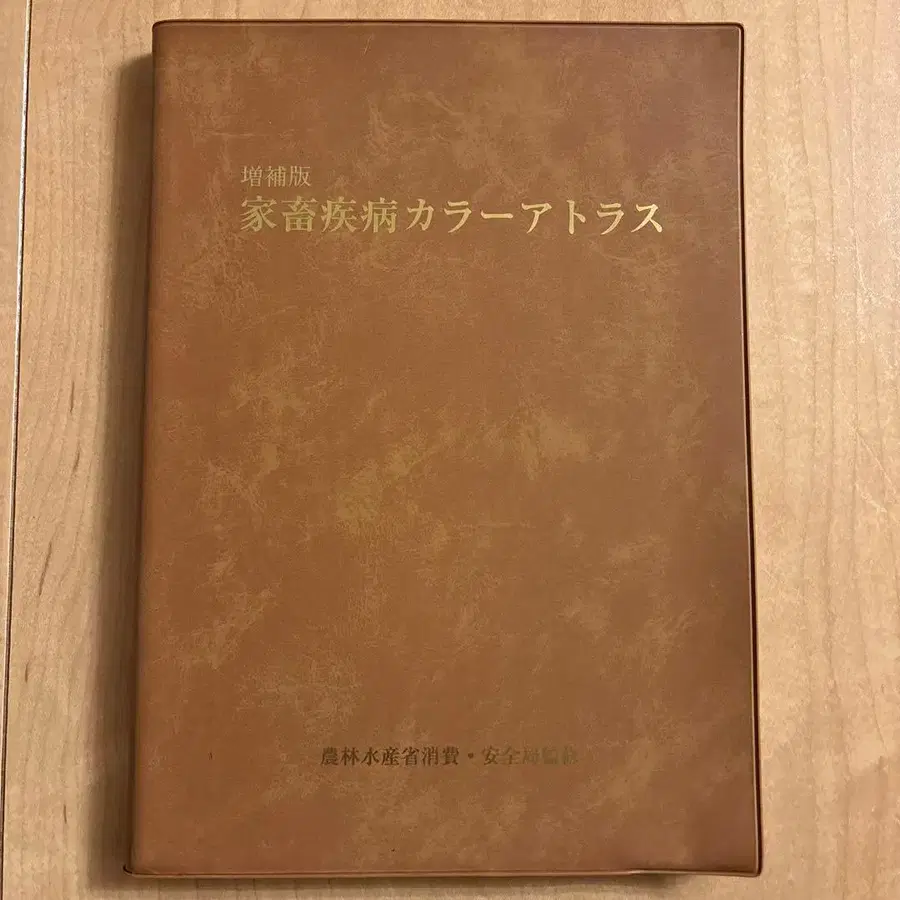 増補版
家畜疾病カラーアトラス
農林水産省消費・安全局監修